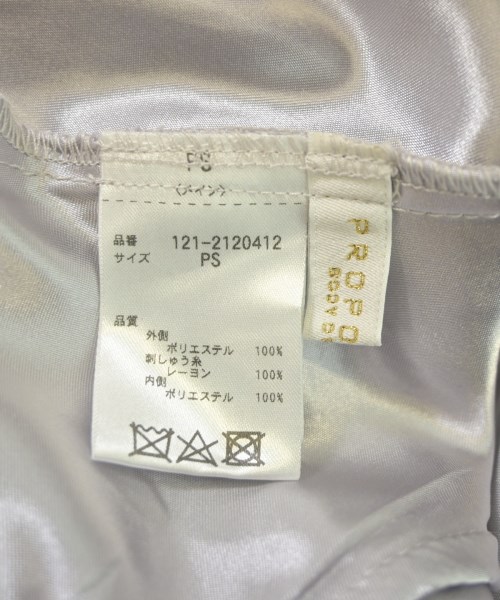 PS
(メイン)
品番 121-2120412
サイズ PS
品質
外側
ポリエステル 100%
刺しゅう糸
レーヨン 100%
内側
ポリエステル 100%
PROPO
BODY